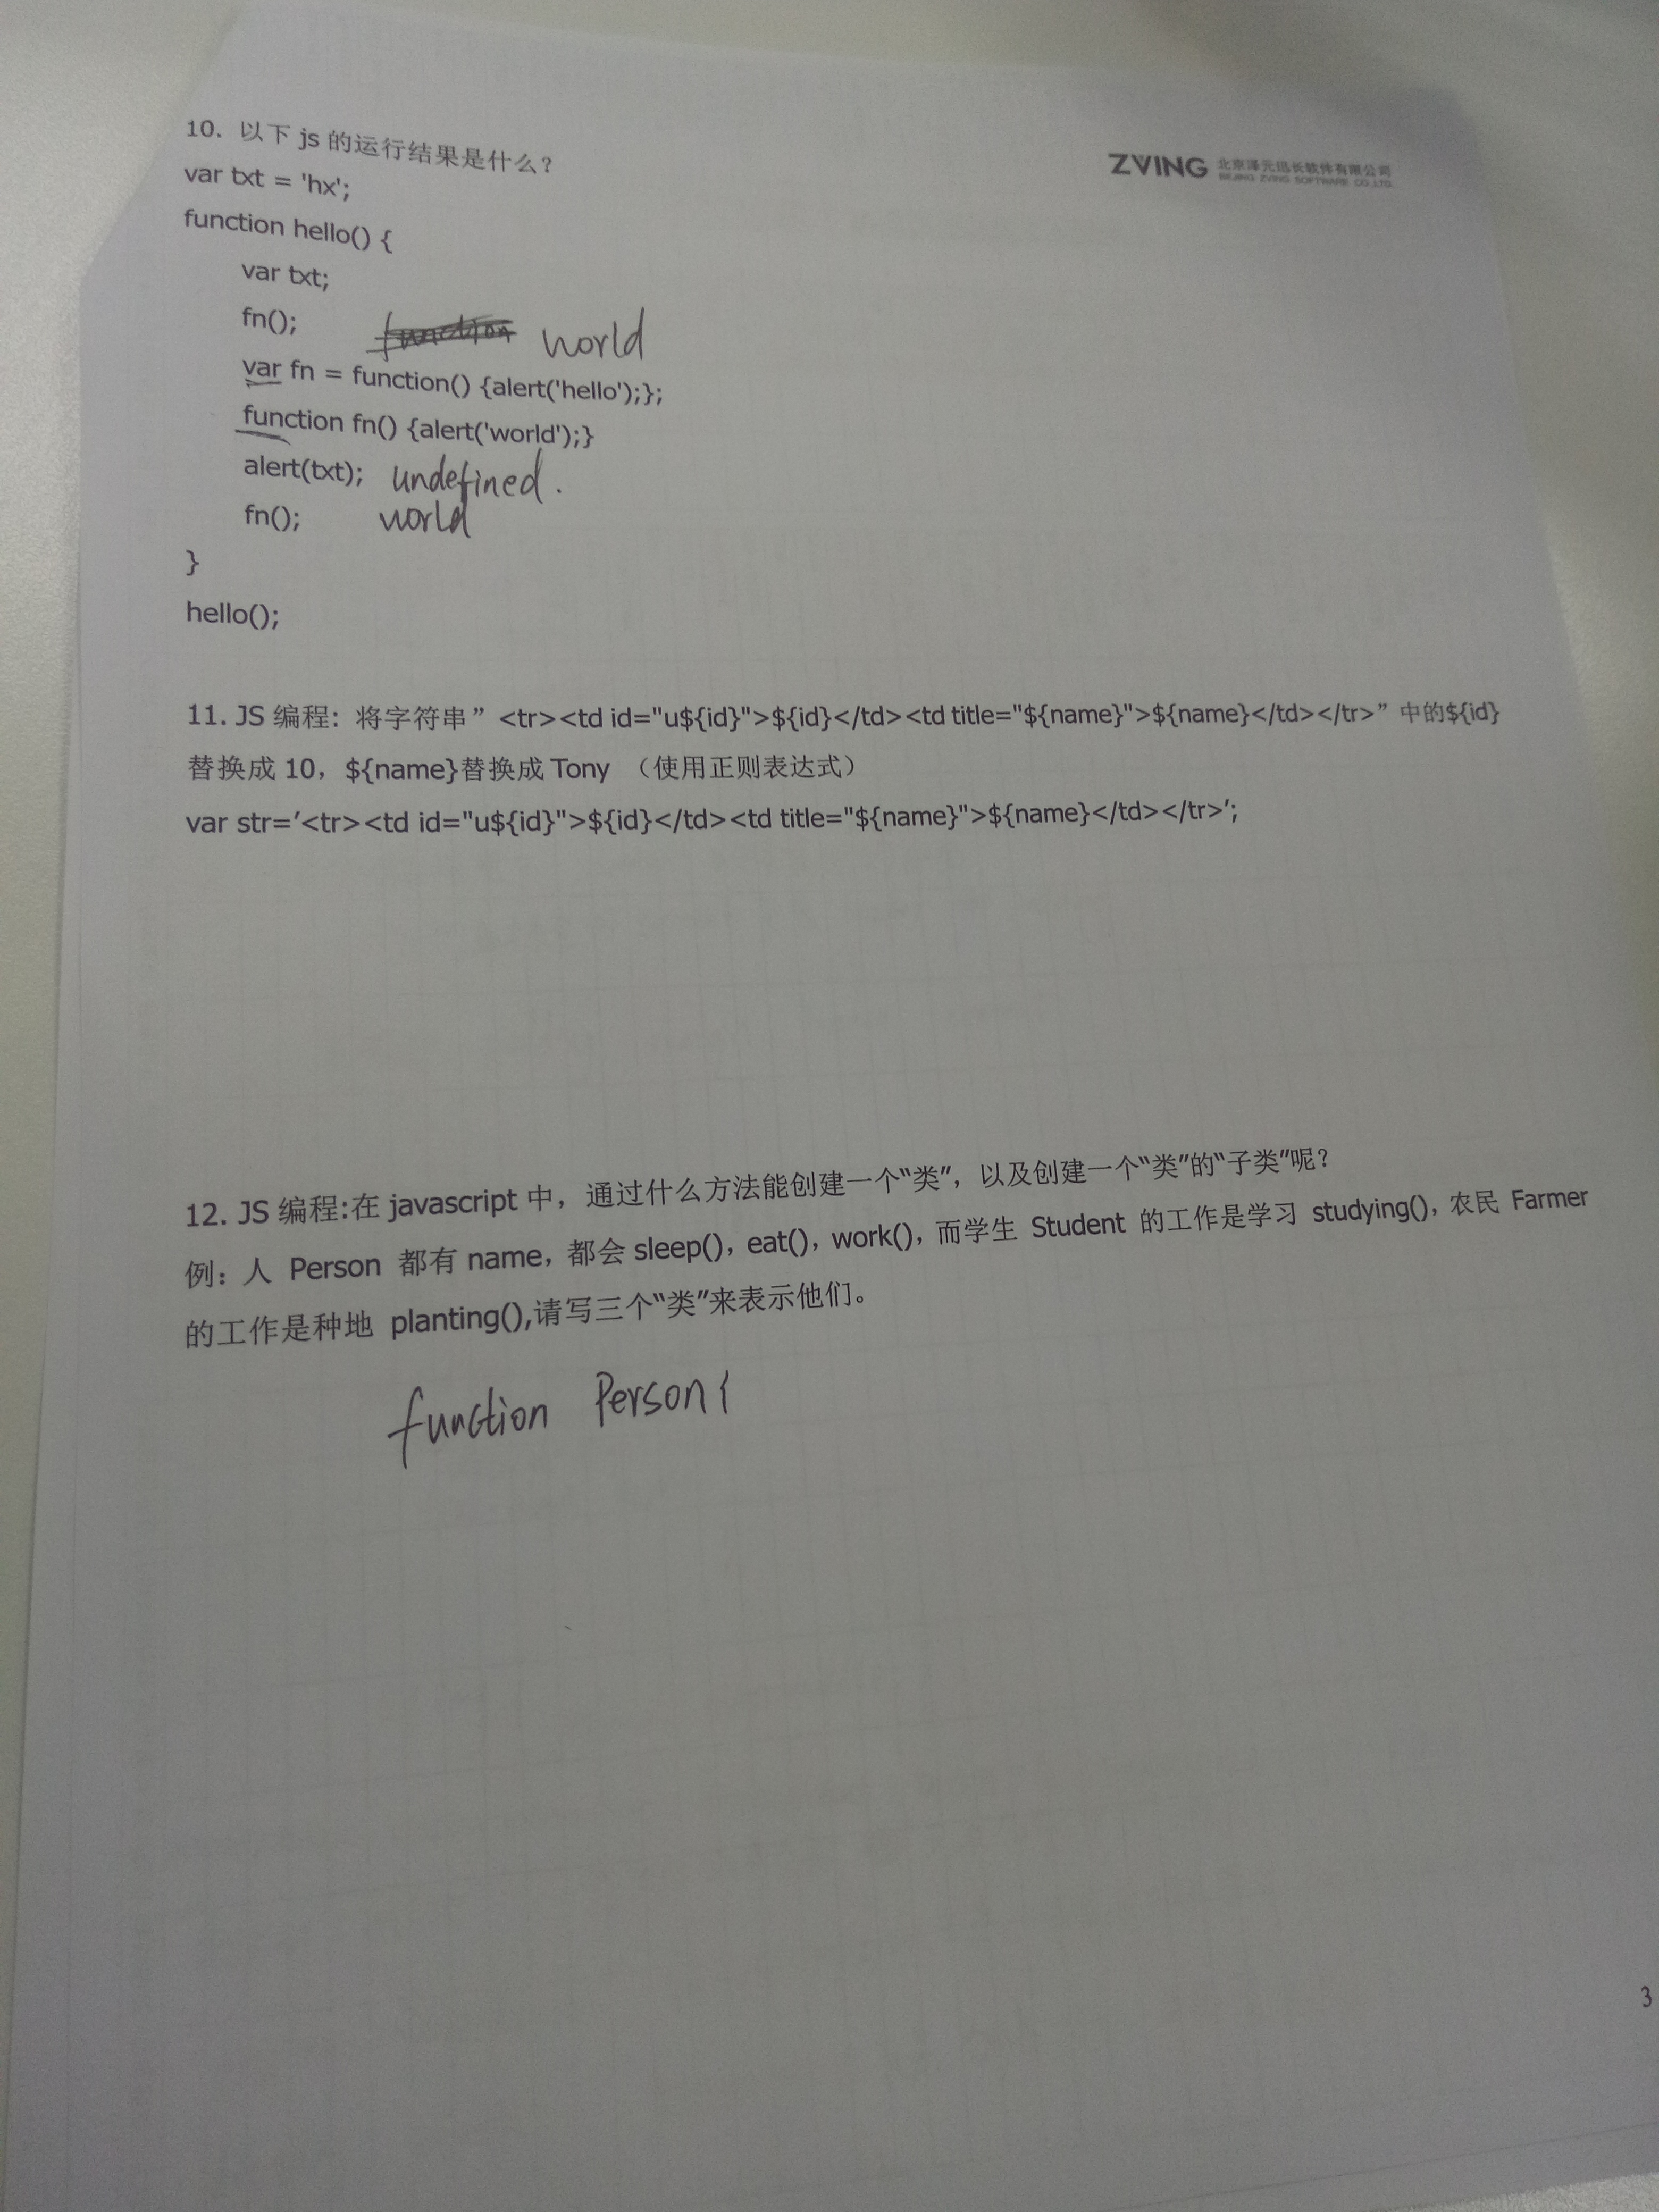 ZVING 北京泽元迅长软件有限公司
BEIJING ZVING SOFTWARE CO.,LTD.
10. 以下 js 的运行结果是什么?
var txt = 'hx';
function hello() {
var txt;
fn(); function world
var fn = function() {alert('hello');};
function fn() {alert('world');}
alert(txt); undefined.
fn(); world
}
hello();
11. JS 编程: 将字符串”<tr><td id="u${id}">${id}</td><td title="${name}">${name}</td></tr>”中的${id}
替换成 10，${name}替换成 Tony （使用正则表达式）
var str='<tr><td id="u${id}">${id}</td><td title="${name}">${name}</td></tr>';
12. JS 编程:在 javascript 中，通过什么方法能创建一个“类”，以及创建一个“类”的“子类”呢?
例：人 Person 都有 name，都会 sleep()，eat()，work()，而学生 Student 的工作是学习 studying()，农民 Farmer
的工作是种地 planting(),请写三个“类”来表示他们。
function Person{
3